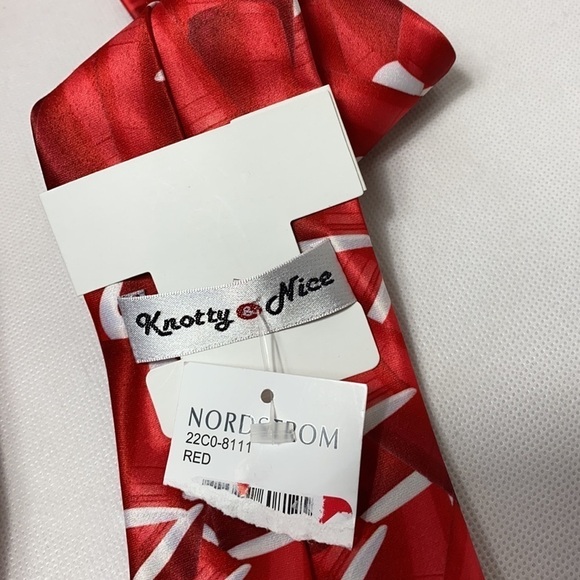 Knotty & Nice
NORDSTROM
22C0-8111
RED